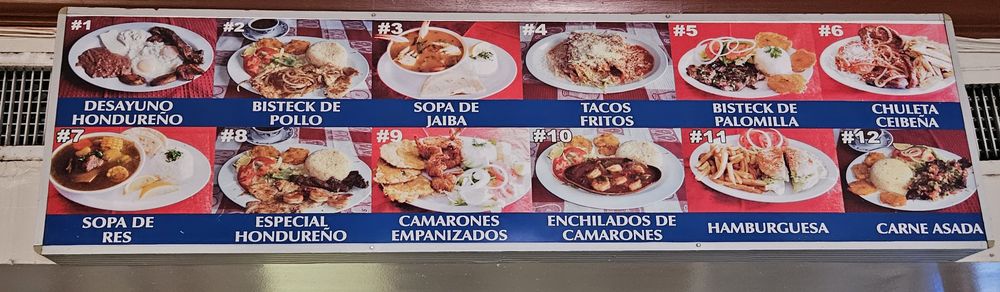 #1
DESAYUNO
HONDUREÑO
#2
BISTECK DE
POLLO
#3
SOPA DE
JAIBA
#4
TACOS
FRITOS
#5
BISTECK DE
PALOMILLA
#6
CHULETA
CEIBEÑA
#7
SOPA DE
RES
#8
ESPECIAL
HONDUREÑO
#9
CAMARONES
EMPANIZADOS
#10
ENCHILADOS DE
CAMARONES
#11
HAMBURGUESA
#12
CARNE ASADA